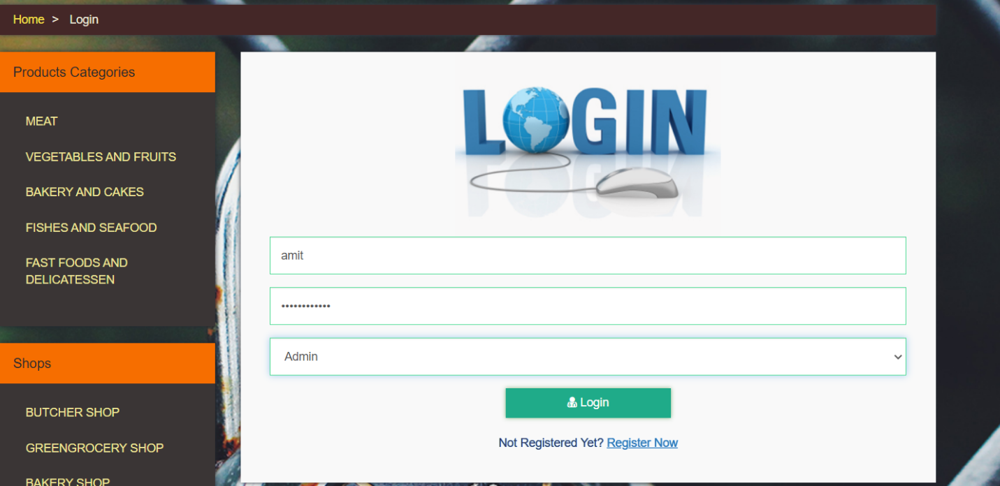 Home > Login
Products Categories
MEAT
VEGETABLES AND FRUITS
BAKERY AND CAKES
FISHES AND SEAFOOD
FAST FOODS AND
DELICATESSEN
Shops
BUTCHER SHOP
GREENGROCERY SHOP
BAKERY SHOP
LOGIN
amit
••••••••••••
Admin
Login
Not Registered Yet? Register Now